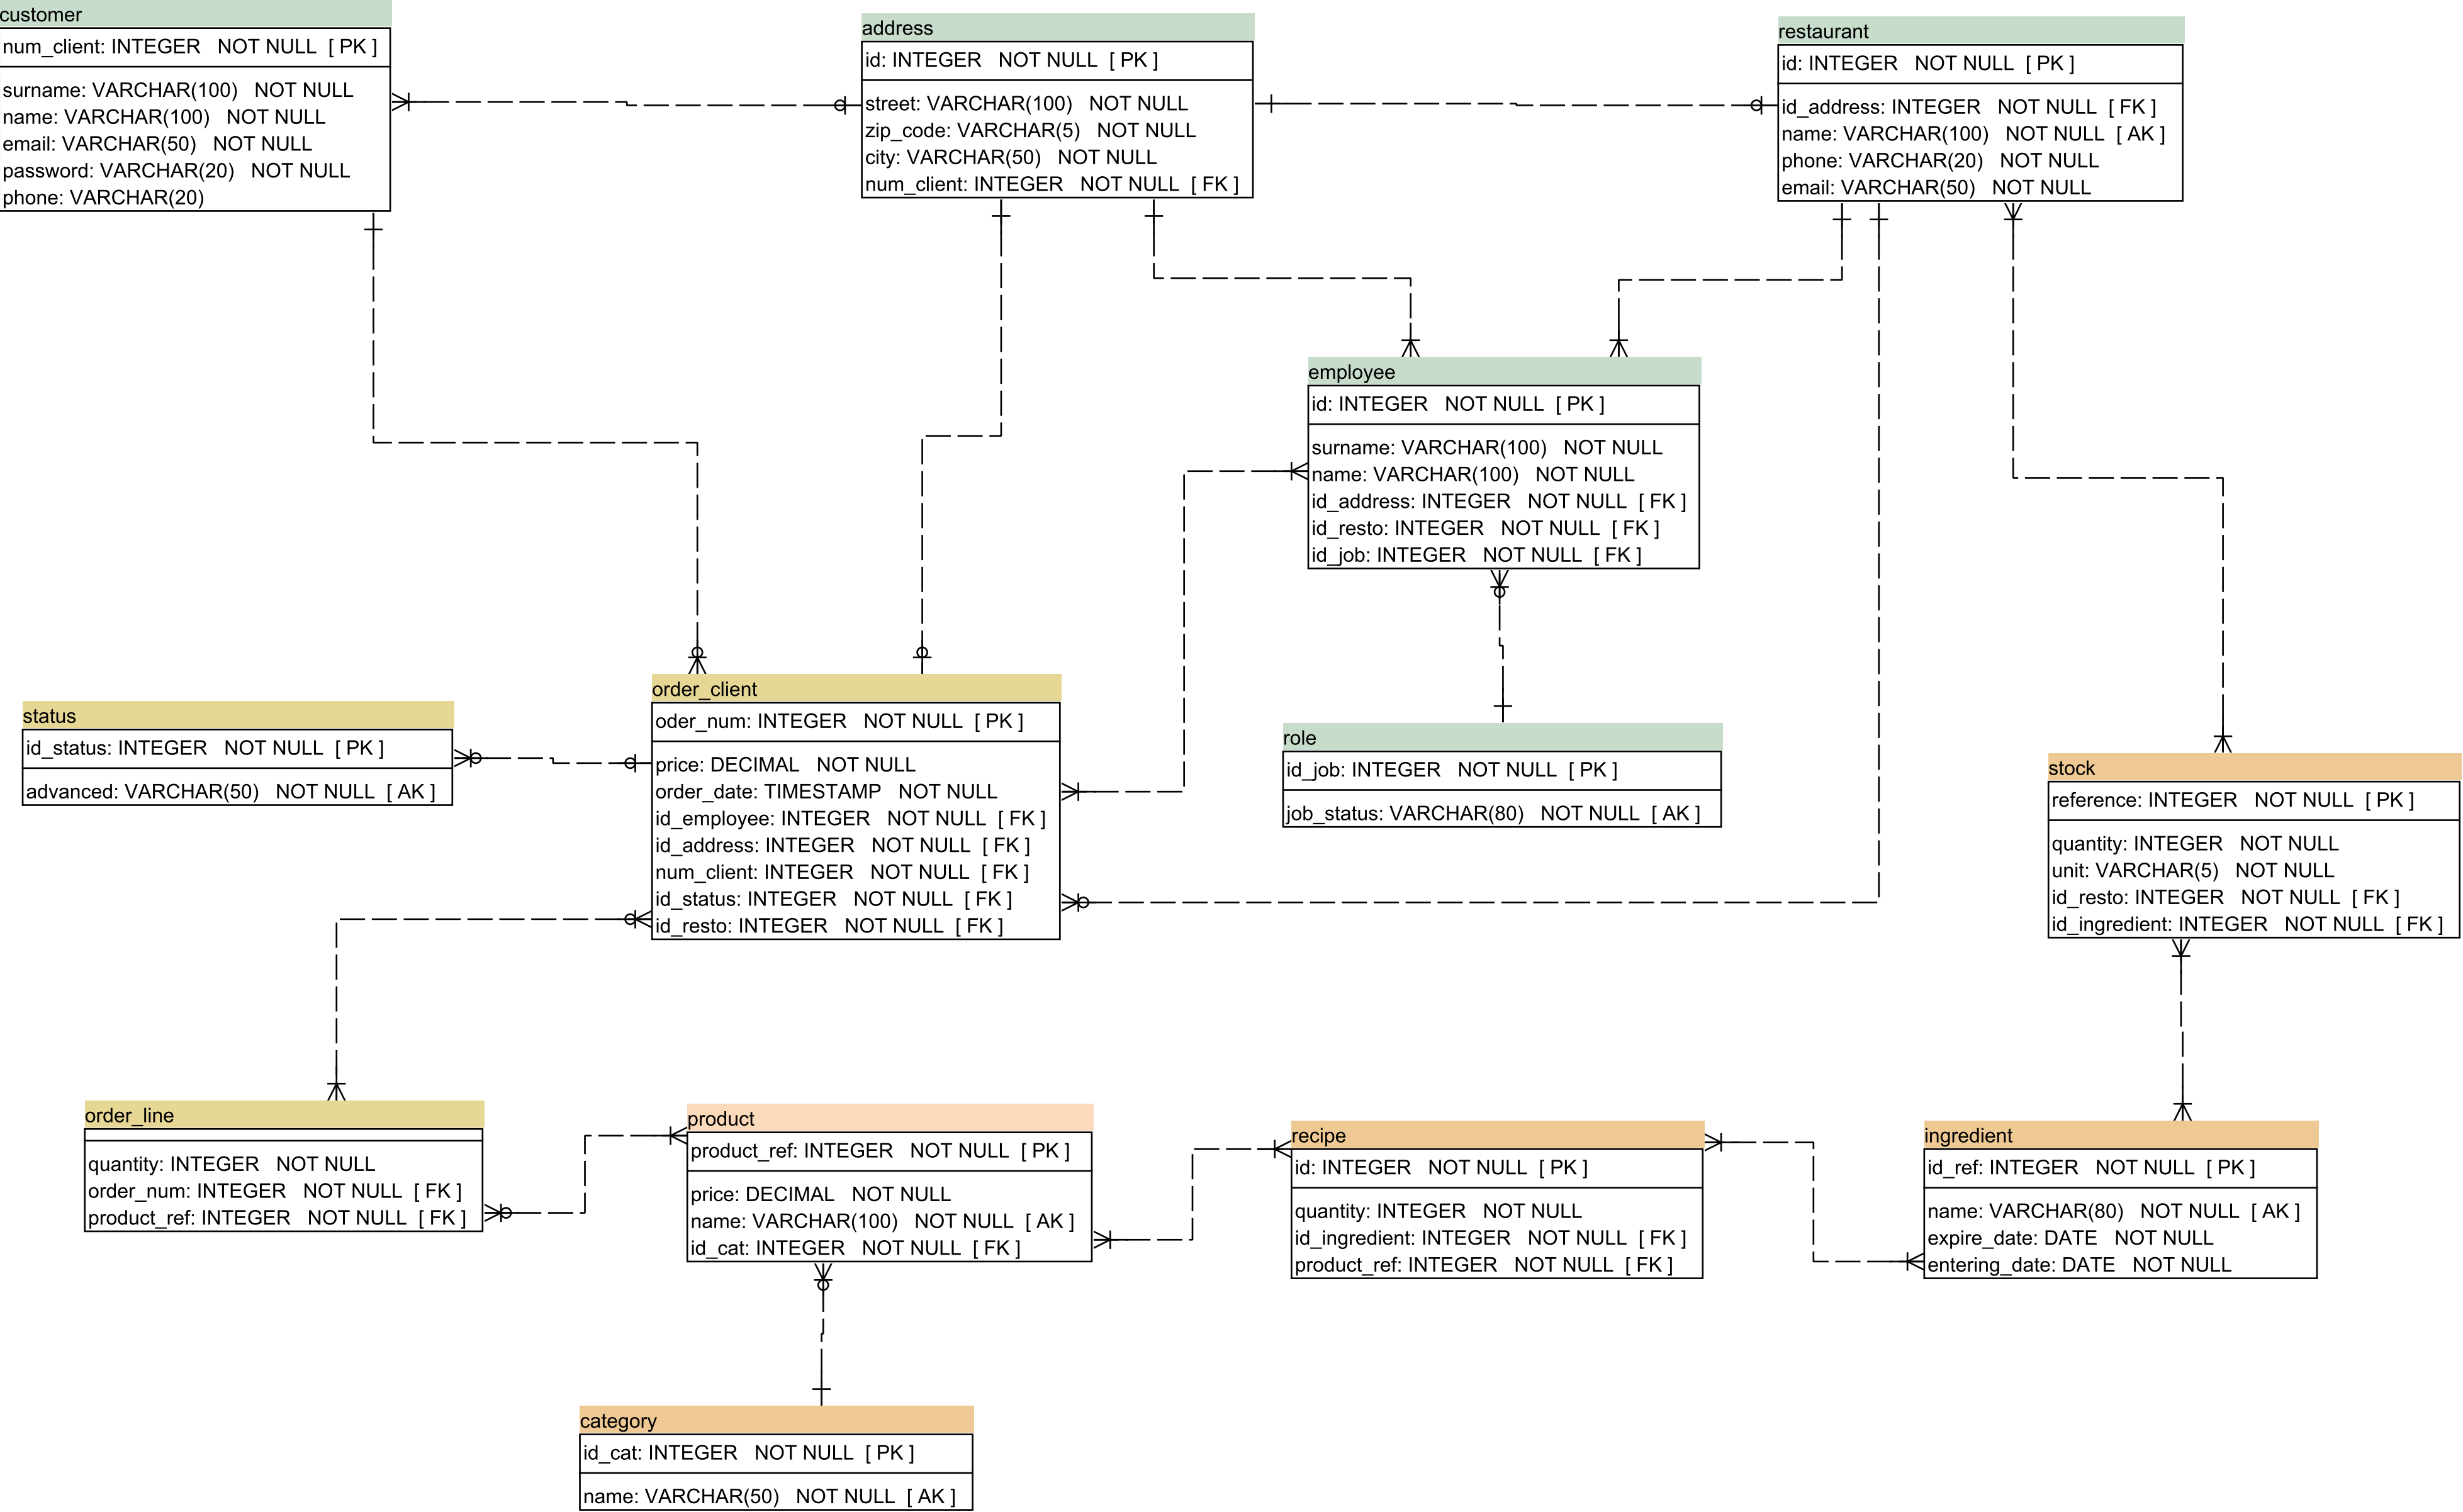 customer
num_client: INTEGER   NOT NULL  [ PK ]
surname: VARCHAR(100)   NOT NULL
name: VARCHAR(100)   NOT NULL
email: VARCHAR(50)   NOT NULL
password: VARCHAR(20)   NOT NULL
phone: VARCHAR(20)
address
id: INTEGER   NOT NULL  [ PK ]
street: VARCHAR(100)   NOT NULL
zip_code: VARCHAR(5)   NOT NULL
city: VARCHAR(50)   NOT NULL
num_client: INTEGER   NOT NULL  [ FK ]
restaurant
id: INTEGER   NOT NULL  [ PK ]
id_address: INTEGER   NOT NULL  [ FK ]
name: VARCHAR(100)   NOT NULL  [ AK ]
phone: VARCHAR(20)   NOT NULL
email: VARCHAR(50)   NOT NULL
employee
id: INTEGER   NOT NULL  [ PK ]
surname: VARCHAR(100)   NOT NULL
name: VARCHAR(100)   NOT NULL
id_address: INTEGER   NOT NULL  [ FK ]
id_resto: INTEGER   NOT NULL  [ FK ]
id_job: INTEGER   NOT NULL  [ FK ]
status
id_status: INTEGER   NOT NULL  [ PK ]
advanced: VARCHAR(50)   NOT NULL  [ AK ]
order_client
oder_num: INTEGER   NOT NULL  [ PK ]
price: DECIMAL   NOT NULL
order_date: TIMESTAMP   NOT NULL
id_employee: INTEGER   NOT NULL  [ FK ]
id_address: INTEGER   NOT NULL  [ FK ]
num_client: INTEGER   NOT NULL  [ FK ]
id_status: INTEGER   NOT NULL  [ FK ]
id_resto: INTEGER   NOT NULL  [ FK ]
role
id_job: INTEGER   NOT NULL  [ PK ]
job_status: VARCHAR(80)   NOT NULL  [ AK ]
stock
reference: INTEGER   NOT NULL  [ PK ]
quantity: INTEGER   NOT NULL
unit: VARCHAR(5)   NOT NULL
id_resto: INTEGER   NOT NULL  [ FK ]
id_ingredient: INTEGER   NOT NULL  [ FK ]
order_line
quantity: INTEGER   NOT NULL
order_num: INTEGER   NOT NULL  [ FK ]
product_ref: INTEGER   NOT NULL  [ FK ]
product
product_ref: INTEGER   NOT NULL  [ PK ]
price: DECIMAL   NOT NULL
name: VARCHAR(100)   NOT NULL  [ AK ]
id_cat: INTEGER   NOT NULL  [ FK ]
recipe
id: INTEGER   NOT NULL  [ PK ]
quantity: INTEGER   NOT NULL
id_ingredient: INTEGER   NOT NULL  [ FK ]
product_ref: INTEGER   NOT NULL  [ FK ]
ingredient
id_ref: INTEGER   NOT NULL  [ PK ]
name: VARCHAR(80)   NOT NULL  [ AK ]
expire_date: DATE   NOT NULL
entering_date: DATE   NOT NULL
category
id_cat: INTEGER   NOT NULL  [ PK ]
name: VARCHAR(50)   NOT NULL  [ AK ]